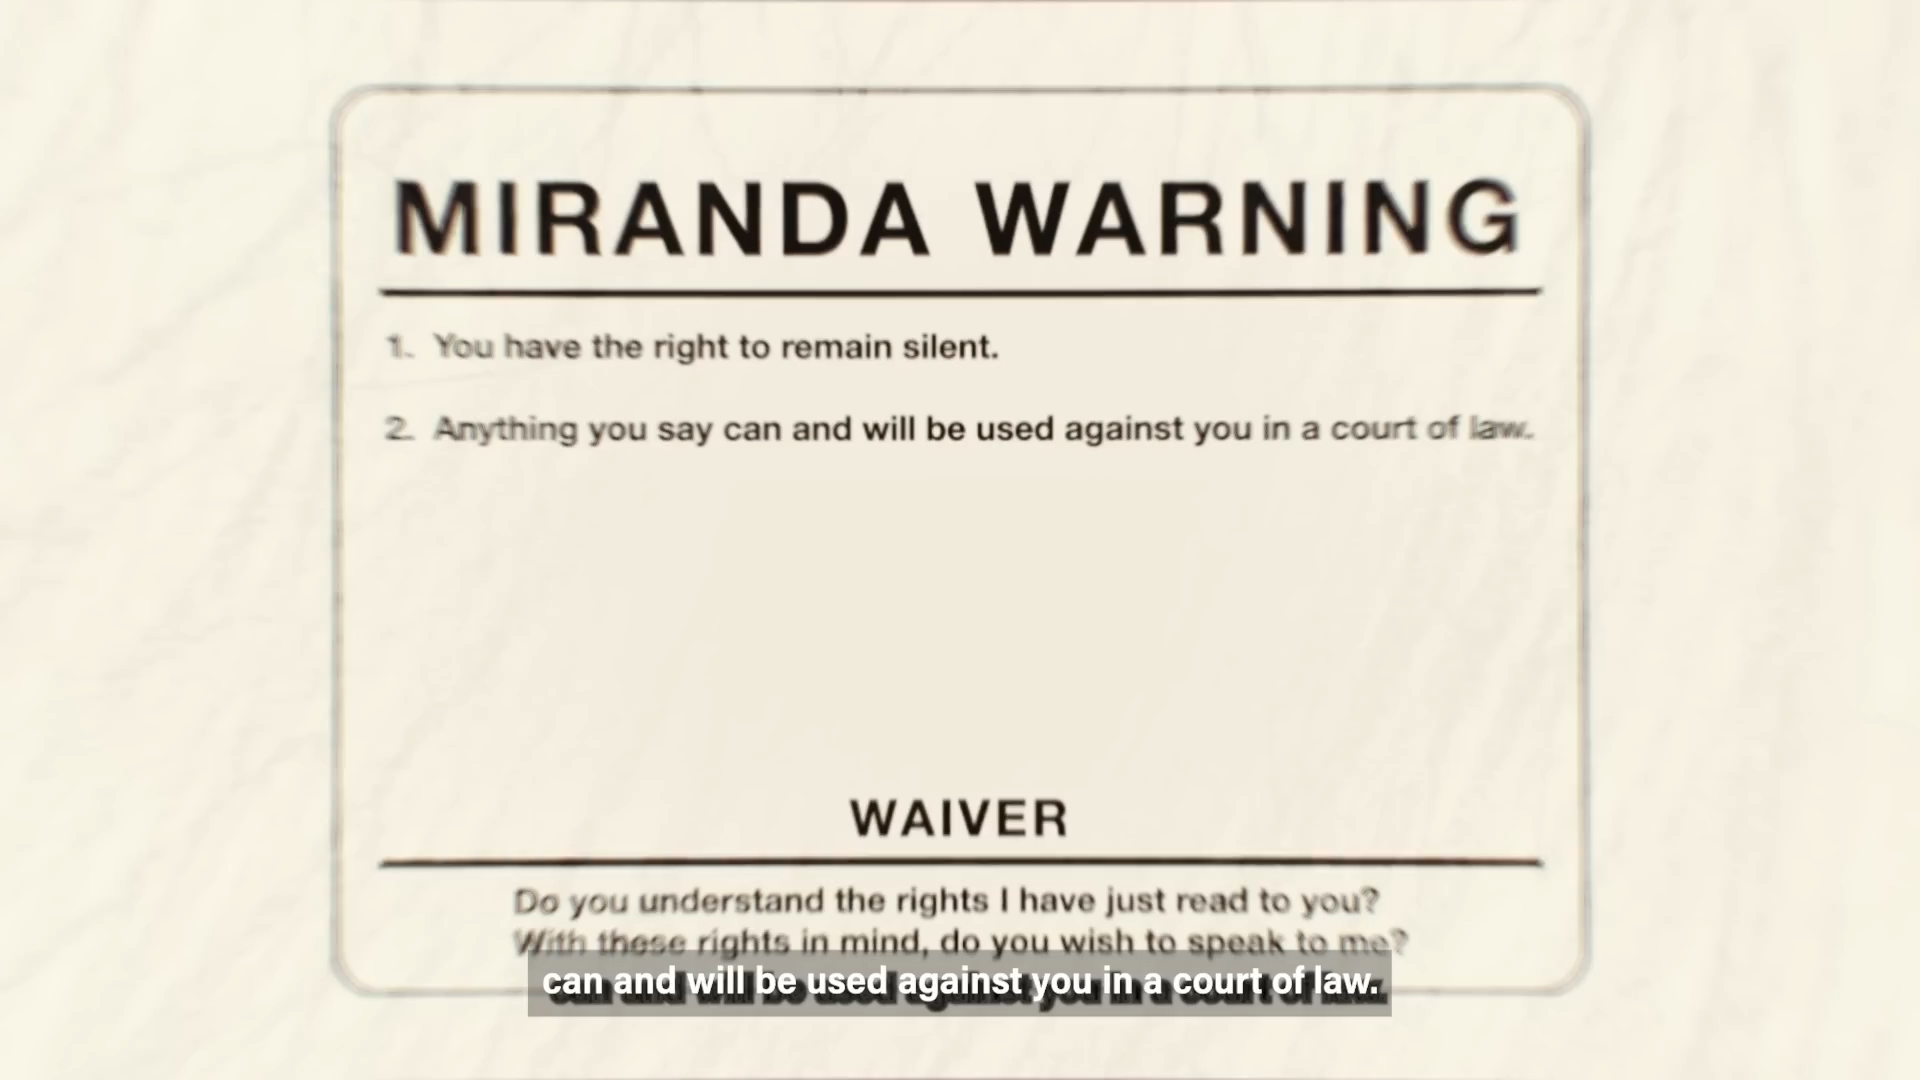 MIRANDA WARNING
1. You have the right to remain silent.
2. Anything you say can and will be used against you in a court of law.
WAIVER
Do you understand the rights I have just read to you?
With these rights in mind, do you wish to speak to me?
can and will be used against you in a court of law.